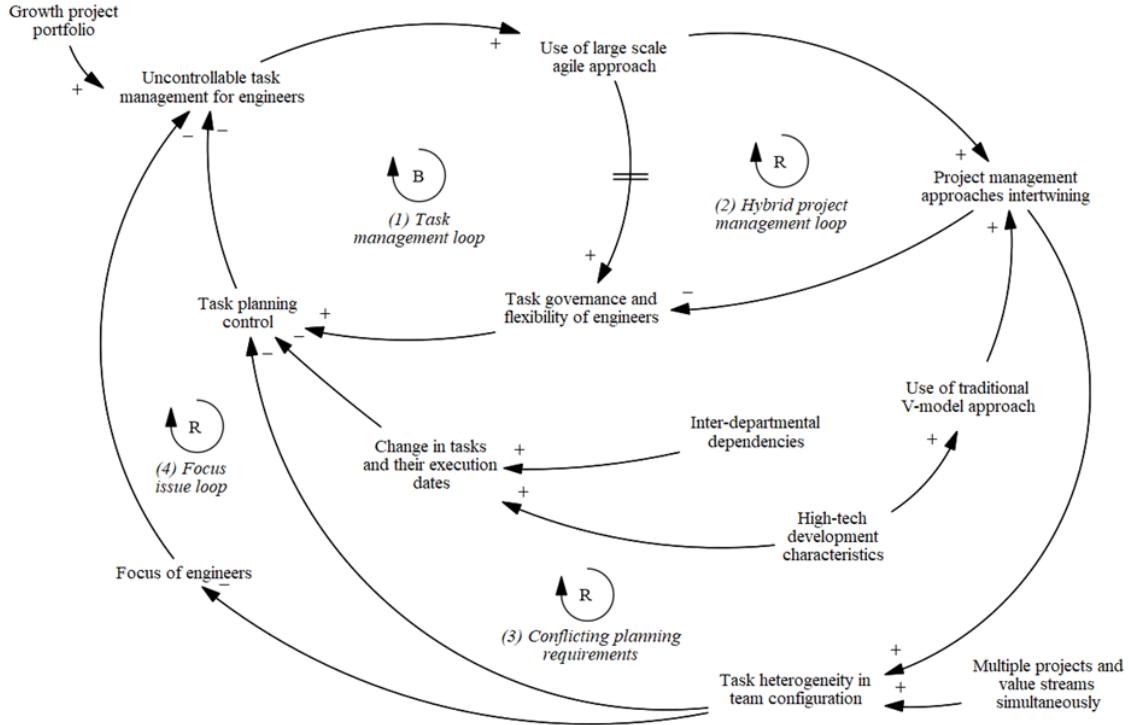 Growth project
portfolio
+
Uncontrollable task
management for engineers
+
Use of large scale
agile approach
− −
B
(1) Task
management loop
R
(2) Hybrid project
management loop
+
Project management
approaches intertwining
+
+
Task governance and
flexibility of engineers
−
Task planning
control
+
−
−
Use of traditional
V-model approach
+
R
(4) Focus
issue loop
Change in tasks
and their execution
dates
+
+
Inter-departmental
dependencies
High-tech
development
characteristics
Focus of engineers
−
R
(3) Conflicting planning
requirements
+
+
Task heterogeneity in
team configuration
Multiple projects and
value streams
simultaneously